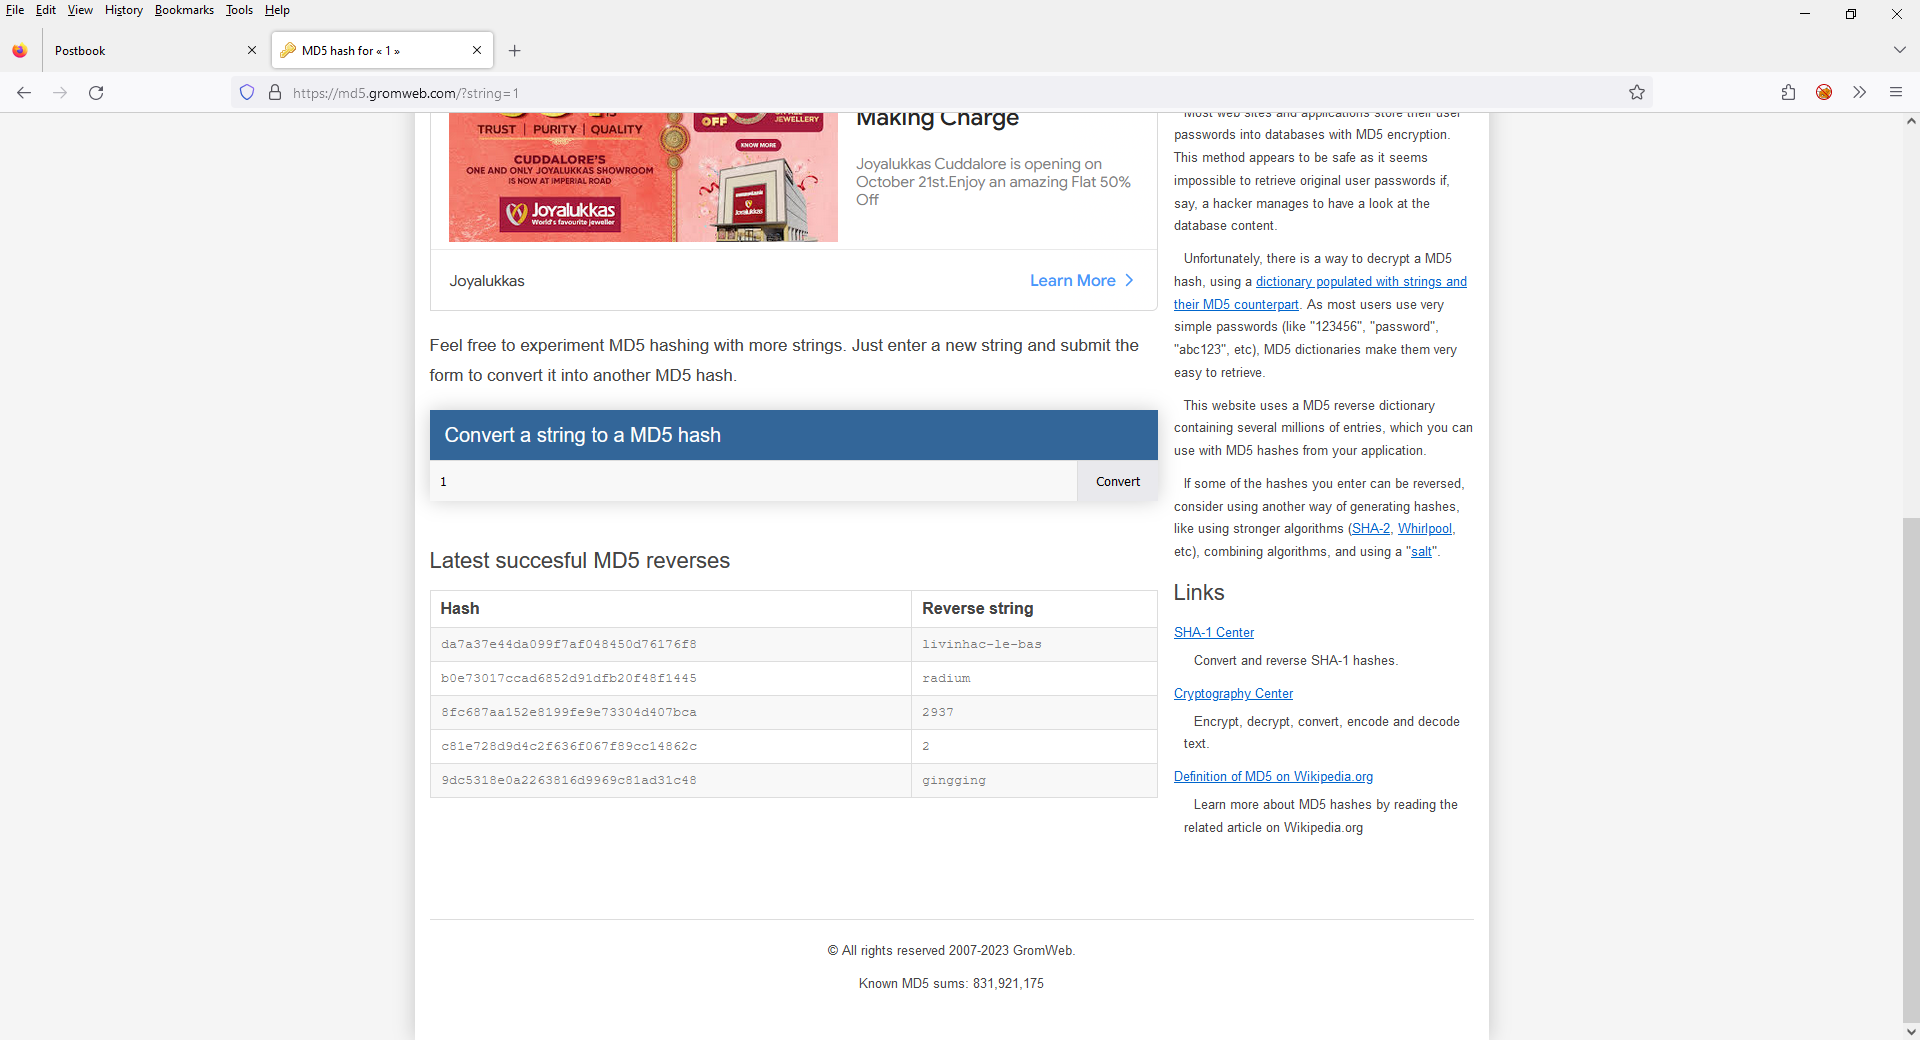 File Edit View History Bookmarks Tools Help
Postbook
MD5 hash for « 1 »
https://md5.gromweb.com/?string=1
TRUST | PURITY | QUALITY
CUDDALORE'S
ONE AND ONLY JOYALUKKAS SHOWROOM
IS NOW AT IMPERIAL ROAD
Joyalukkas
World's favourite jeweller
OFF
JEWELLERY
KNOW MORE
Making Charge
Joyalukkas Cuddalore is opening on
October 21st.Enjoy an amazing Flat 50%
Off
Joyalukkas
Learn More
Feel free to experiment MD5 hashing with more strings. Just enter a new string and submit the
form to convert it into another MD5 hash.
Convert a string to a MD5 hash
1
Convert
Latest succesful MD5 reverses
Hash Reverse string
da7a37e44da099f7af048450d76176f8 livinhac-le-bas
b0e73017ccad6852d91dfb20f48f1445 radium
8fc687aa152e8199fe9e73304d407bca 2937
c81e728d9d4c2f636f067f89cc14862c 2
9dc5318e0a2263816d9969c81ad31c48 gingging
Most web sites and applications store their user
passwords into databases with MD5 encryption.
This method appears to be safe as it seems
impossible to retrieve original user passwords if,
say, a hacker manages to have a look at the
database content.
Unfortunately, there is a way to decrypt a MD5
hash, using a dictionary populated with strings and
their MD5 counterpart. As most users use very
simple passwords (like "123456", "password",
"abc123", etc), MD5 dictionaries make them very
easy to retrieve.
This website uses a MD5 reverse dictionary
containing several millions of entries, which you can
use with MD5 hashes from your application.
If some of the hashes you enter can be reversed,
consider using another way of generating hashes,
like using stronger algorithms (SHA-2, Whirlpool,
etc), combining algorithms, and using a "salt".
Links
SHA-1 Center
Convert and reverse SHA-1 hashes.
Cryptography Center
Encrypt, decrypt, convert, encode and decode
text.
Definition of MD5 on Wikipedia.org
Learn more about MD5 hashes by reading the
related article on Wikipedia.org
© All rights reserved 2007-2023 GromWeb.
Known MD5 sums: 831,921,175